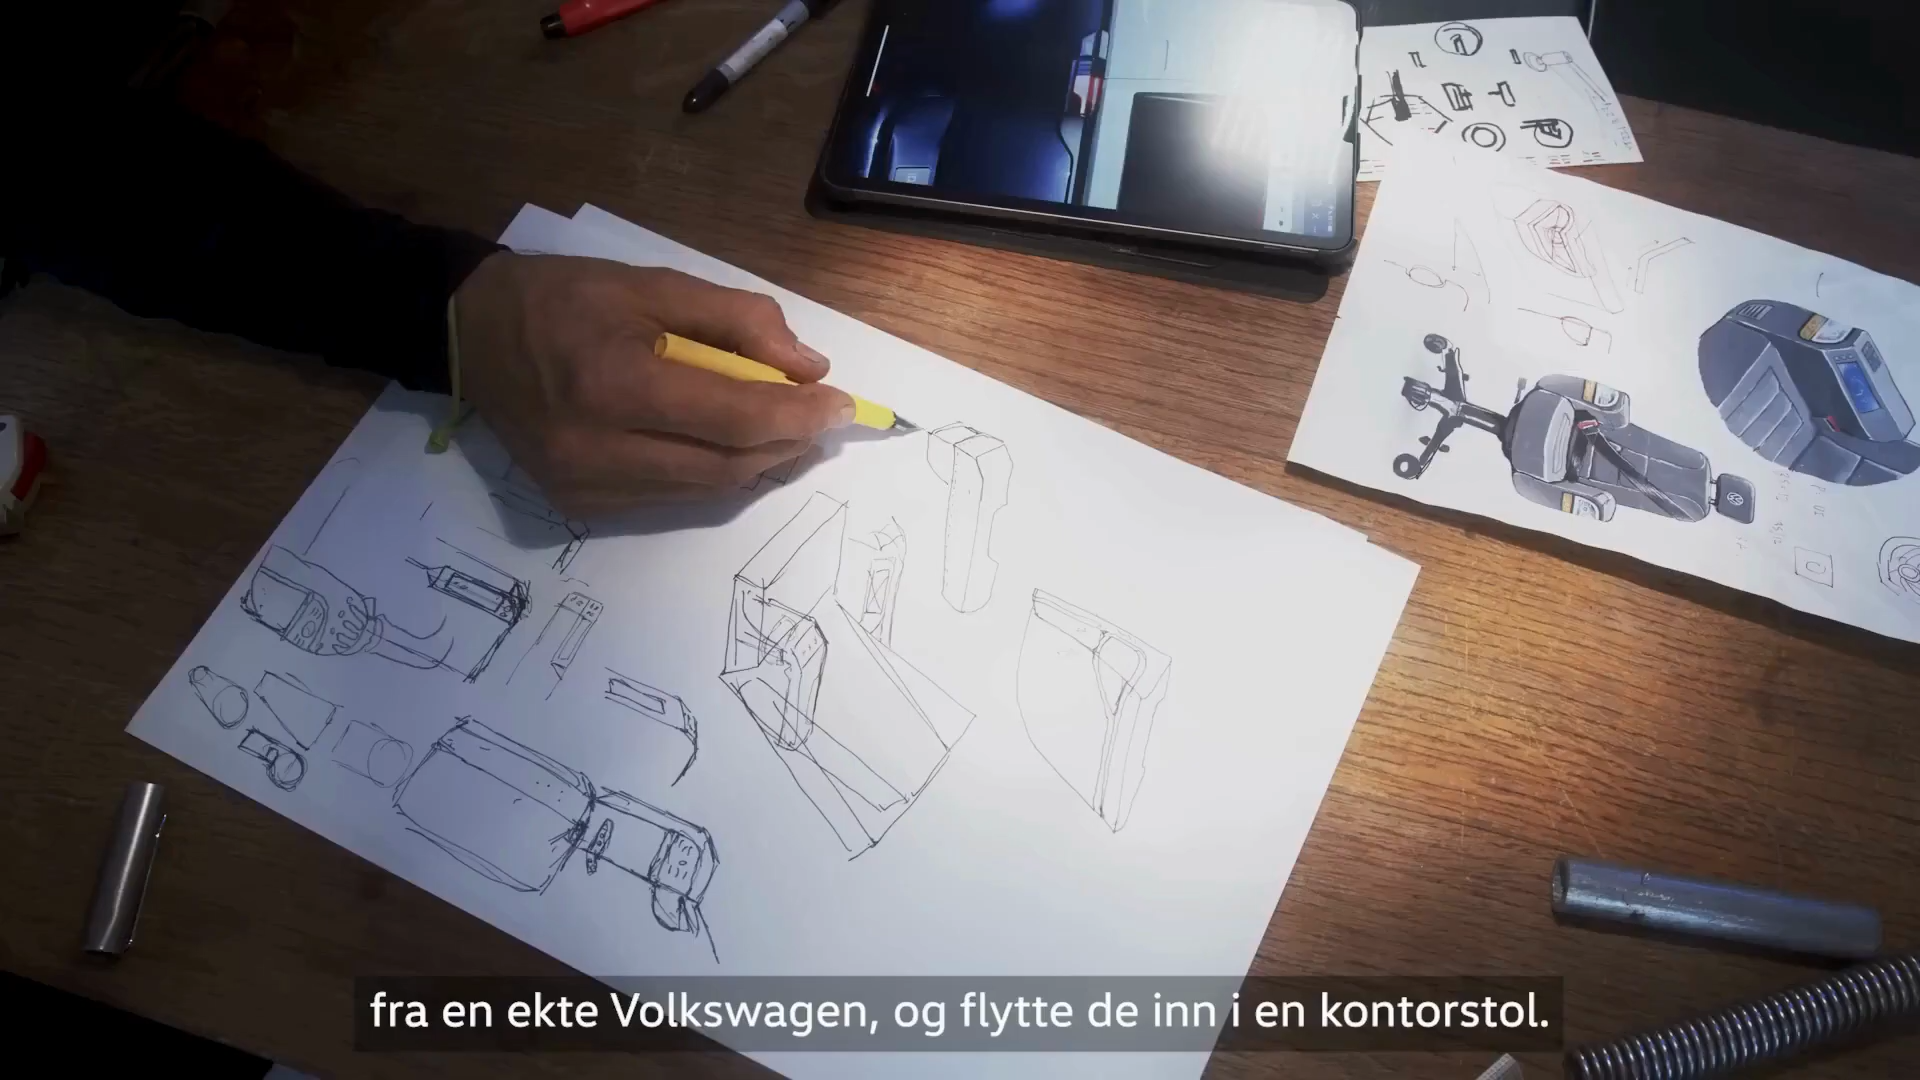 fra en ekte Volkswagen, og flytte de inn i en kontorstol.